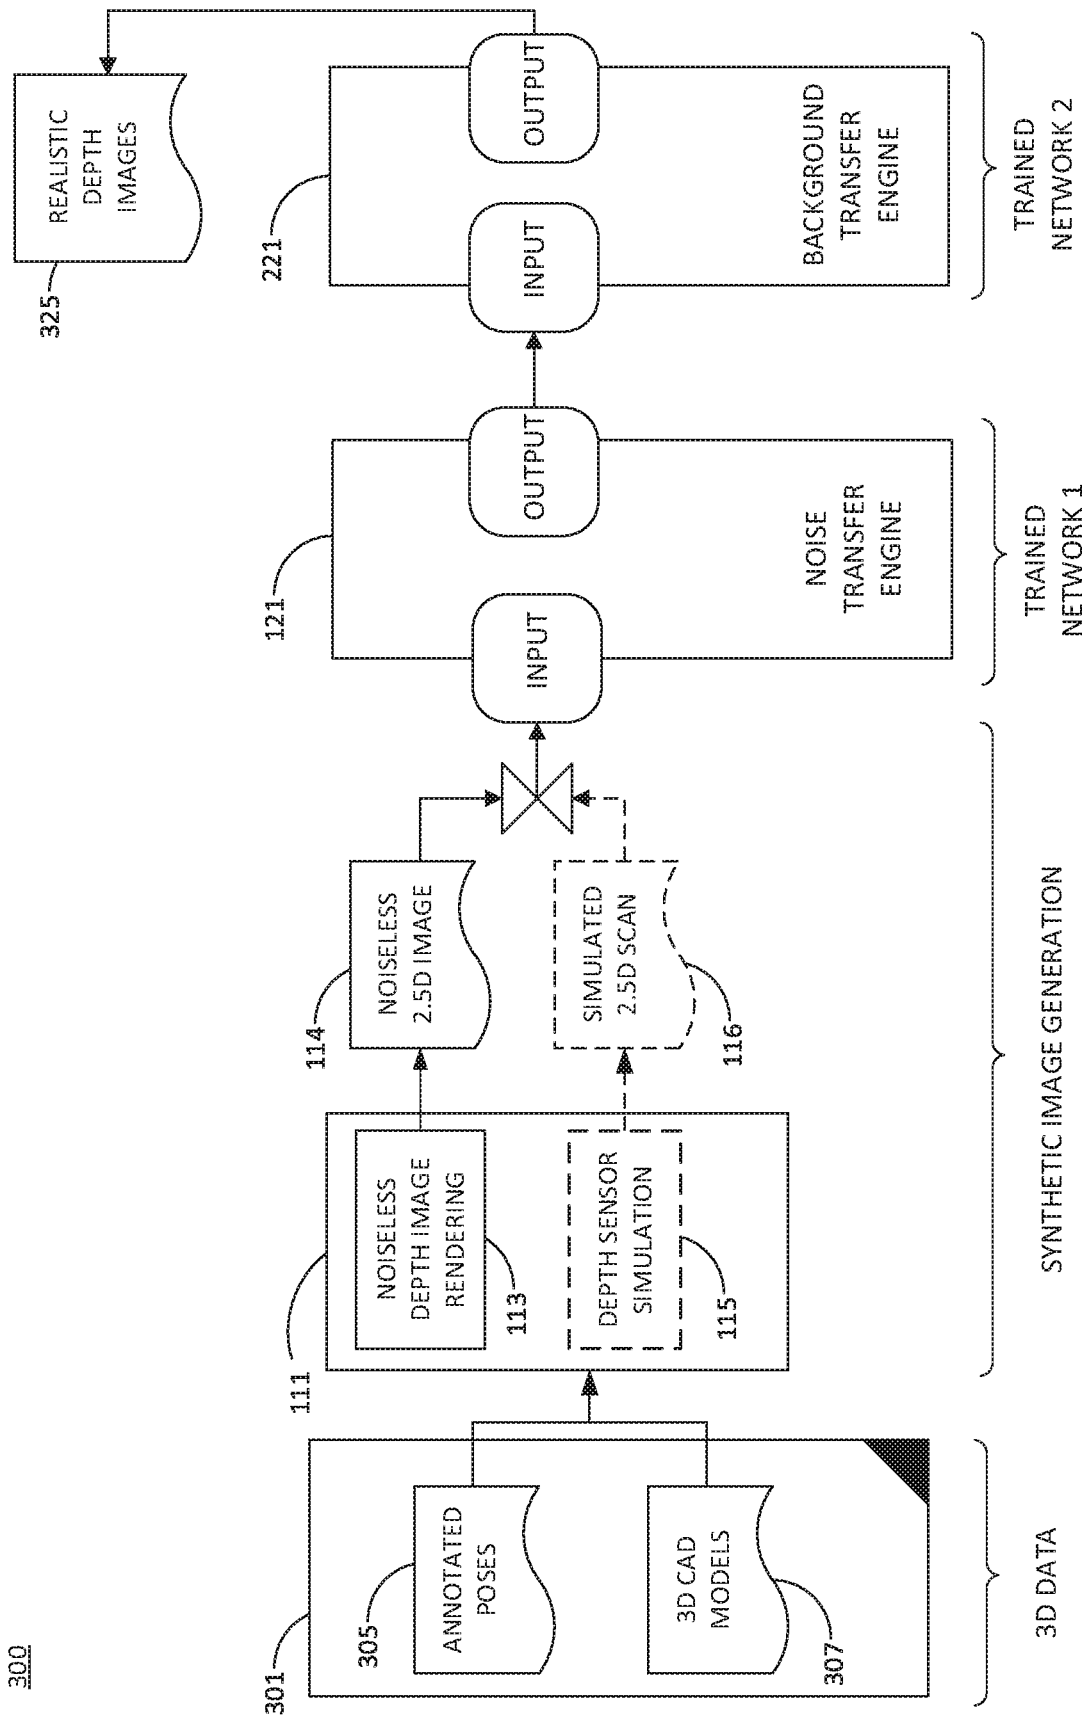 300
301
305
ANNOTATED
POSES
3D CAD
MODELS
307
3D DATA
111
NOISELESS
DEPTH IMAGE
RENDERING
113
DEPTH SENSOR
SIMULATION
115
114
NOISELESS
2.5D IMAGE
SIMULATED
2.5D SCAN
116
SYNTHETIC IMAGE GENERATION
121
INPUT
OUTPUT
NOISE
TRANSFER
ENGINE
TRAINED
NETWORK 1
221
INPUT
OUTPUT
BACKGROUND
TRANSFER
ENGINE
TRAINED
NETWORK 2
325
REALISTIC
DEPTH
IMAGES